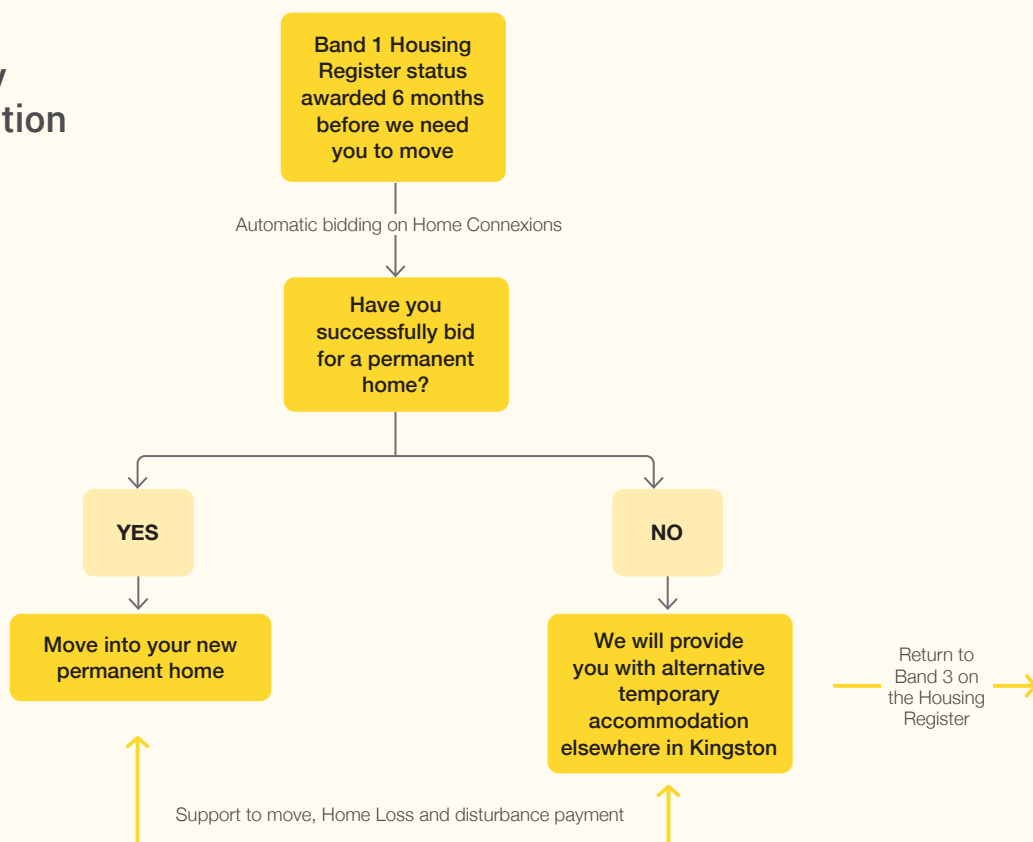 Band 1 Housing
Register status
awarded 6 months
before we need
you to move
Automatic bidding on Home Connexions
Have you
successfully bid
for a permanent
home?
YES
NO
Move into your new
permanent home
We will provide
you with alternative
temporary
accommodation
elsewhere in Kingston
Return to
Band 3 on
the Housing
Register
Support to move, Home Loss and disturbance payment